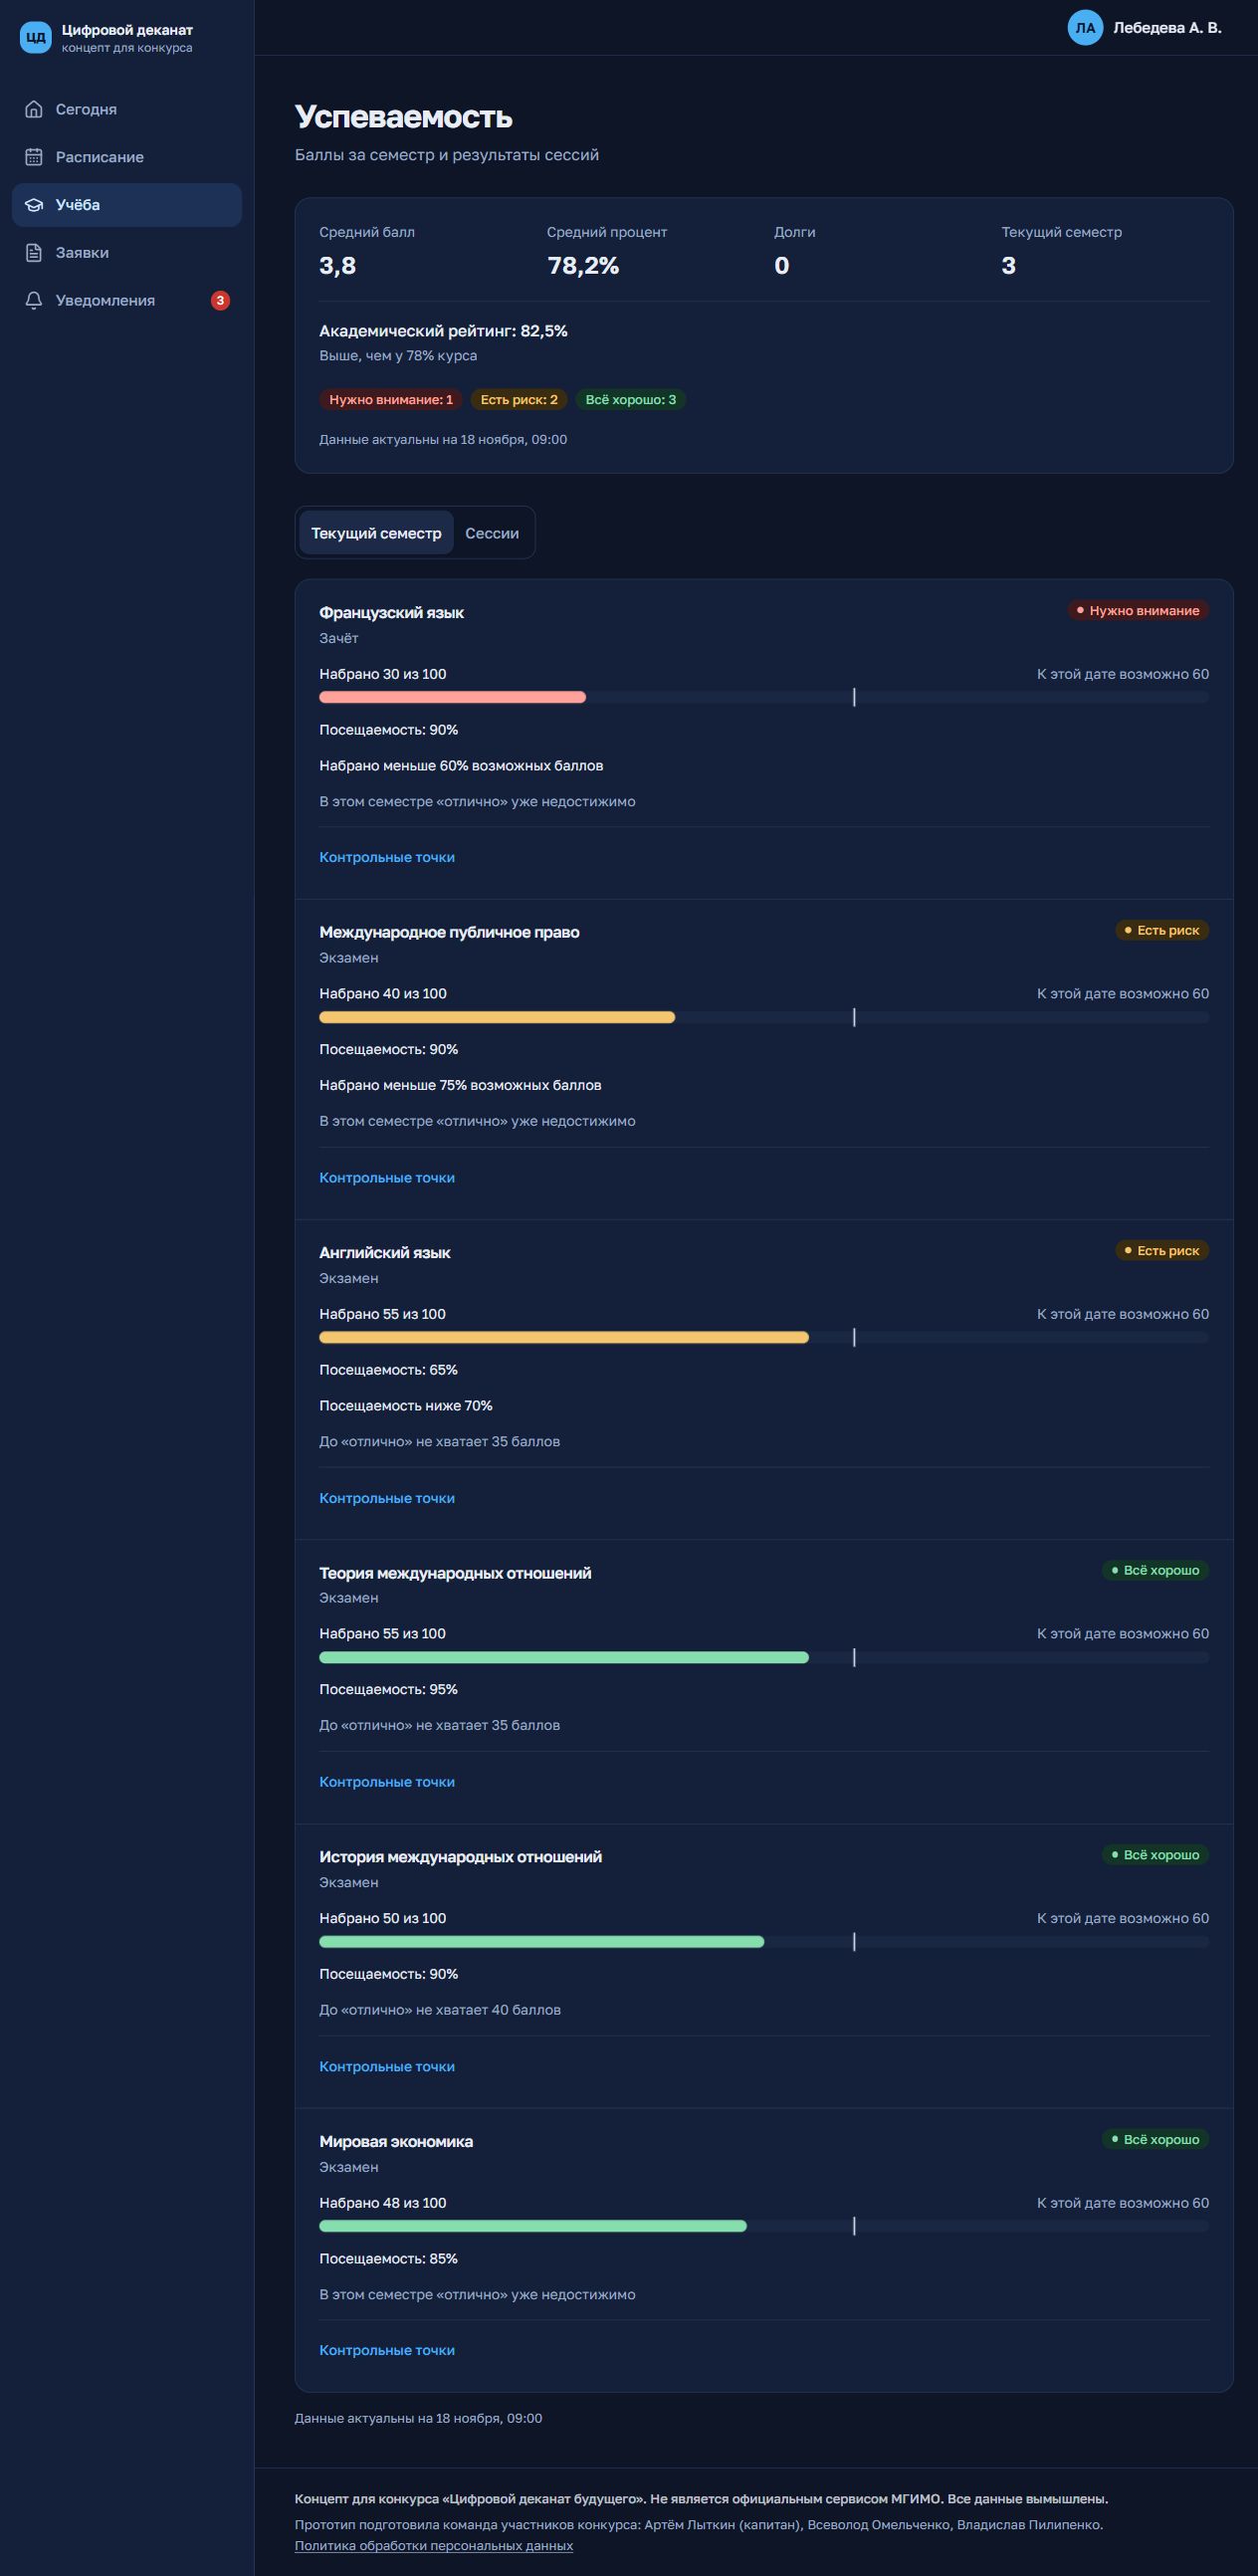 ЦД
Цифровой деканат
концепт для конкурса
ЛА
Лебедева А. В.
Сегодня
Расписание
Учёба
Заявки
Уведомления
3
Успеваемость
Баллы за семестр и результаты сессий
Средний балл
3,8
Средний процент
78,2%
Долги
0
Текущий семестр
3
Академический рейтинг: 82,5%
Выше, чем у 78% курса
Нужно внимание: 1
Есть риск: 2
Всё хорошо: 3
Данные актуальны на 18 ноября, 09:00
Текущий семестр
Сессии
Французский язык
Нужно внимание
Зачёт
Набрано 30 из 100
К этой дате возможно 60
Посещаемость: 90%
Набрано меньше 60% возможных баллов
В этом семестре «отлично» уже недостижимо
Контрольные точки
Международное публичное право
Есть риск
Экзамен
Набрано 40 из 100
К этой дате возможно 60
Посещаемость: 90%
Набрано меньше 75% возможных баллов
В этом семестре «отлично» уже недостижимо
Контрольные точки
Английский язык
Есть риск
Экзамен
Набрано 55 из 100
К этой дате возможно 60
Посещаемость: 65%
Посещаемость ниже 70%
До «отлично» не хватает 35 баллов
Контрольные точки
Теория международных отношений
Всё хорошо
Экзамен
Набрано 55 из 100
К этой дате возможно 60
Посещаемость: 95%
До «отлично» не хватает 35 баллов
Контрольные точки
История международных отношений
Всё хорошо
Экзамен
Набрано 50 из 100
К этой дате возможно 60
Посещаемость: 90%
До «отлично» не хватает 40 баллов
Контрольные точки
Мировая экономика
Всё хорошо
Экзамен
Набрано 48 из 100
К этой дате возможно 60
Посещаемость: 85%
В этом семестре «отлично» уже недостижимо
Контрольные точки
Данные актуальны на 18 ноября, 09:00
Концепт для конкурса «Цифровой деканат будущего». Не является официальным сервисом МГИМО. Все данные вымышлены.
Прототип подготовила команда участников конкурса: Артём Лыткин (капитан), Всеволод Омельченко, Владислав Пилипенко.
Политика обработки персональных данных